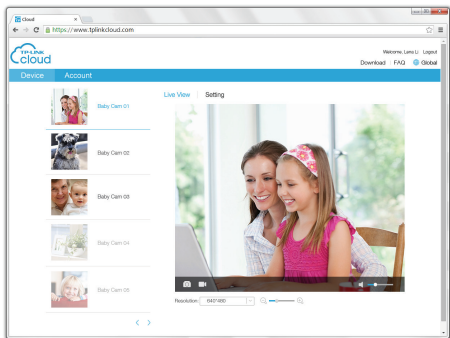 Cloud
https://www.tplinkcloud.com
Welcome, Lena Li Logout
TP-LINK
cloud
Download FAQ Global
Device Account
Live View Setting
Baby Cam 01
Baby Cam 02
Baby Cam 03
Baby Cam 04
Baby Cam 05
Resolution 640*480